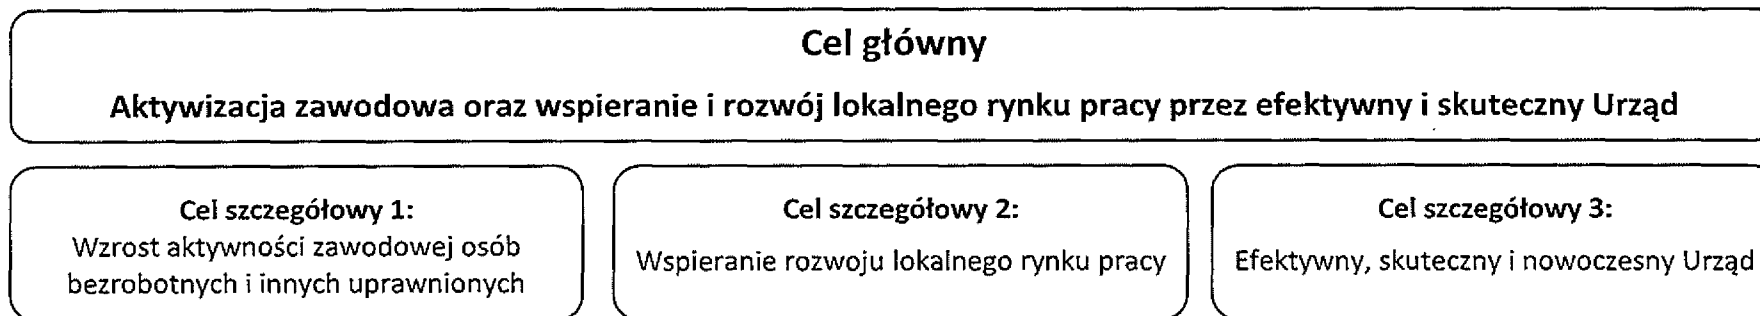 Cel główny
Aktywizacja zawodowa oraz wspieranie i rozwój lokalnego rynku pracy przez efektywny i skuteczny Urząd
Cel szczegółowy 1:
Wzrost aktywności zawodowej osób
bezrobotnych i innych uprawnionych
Cel szczegółowy 2:
Wspieranie rozwoju lokalnego rynku pracy
Cel szczegółowy 3:
Efektywny, skuteczny i nowoczesny Urząd